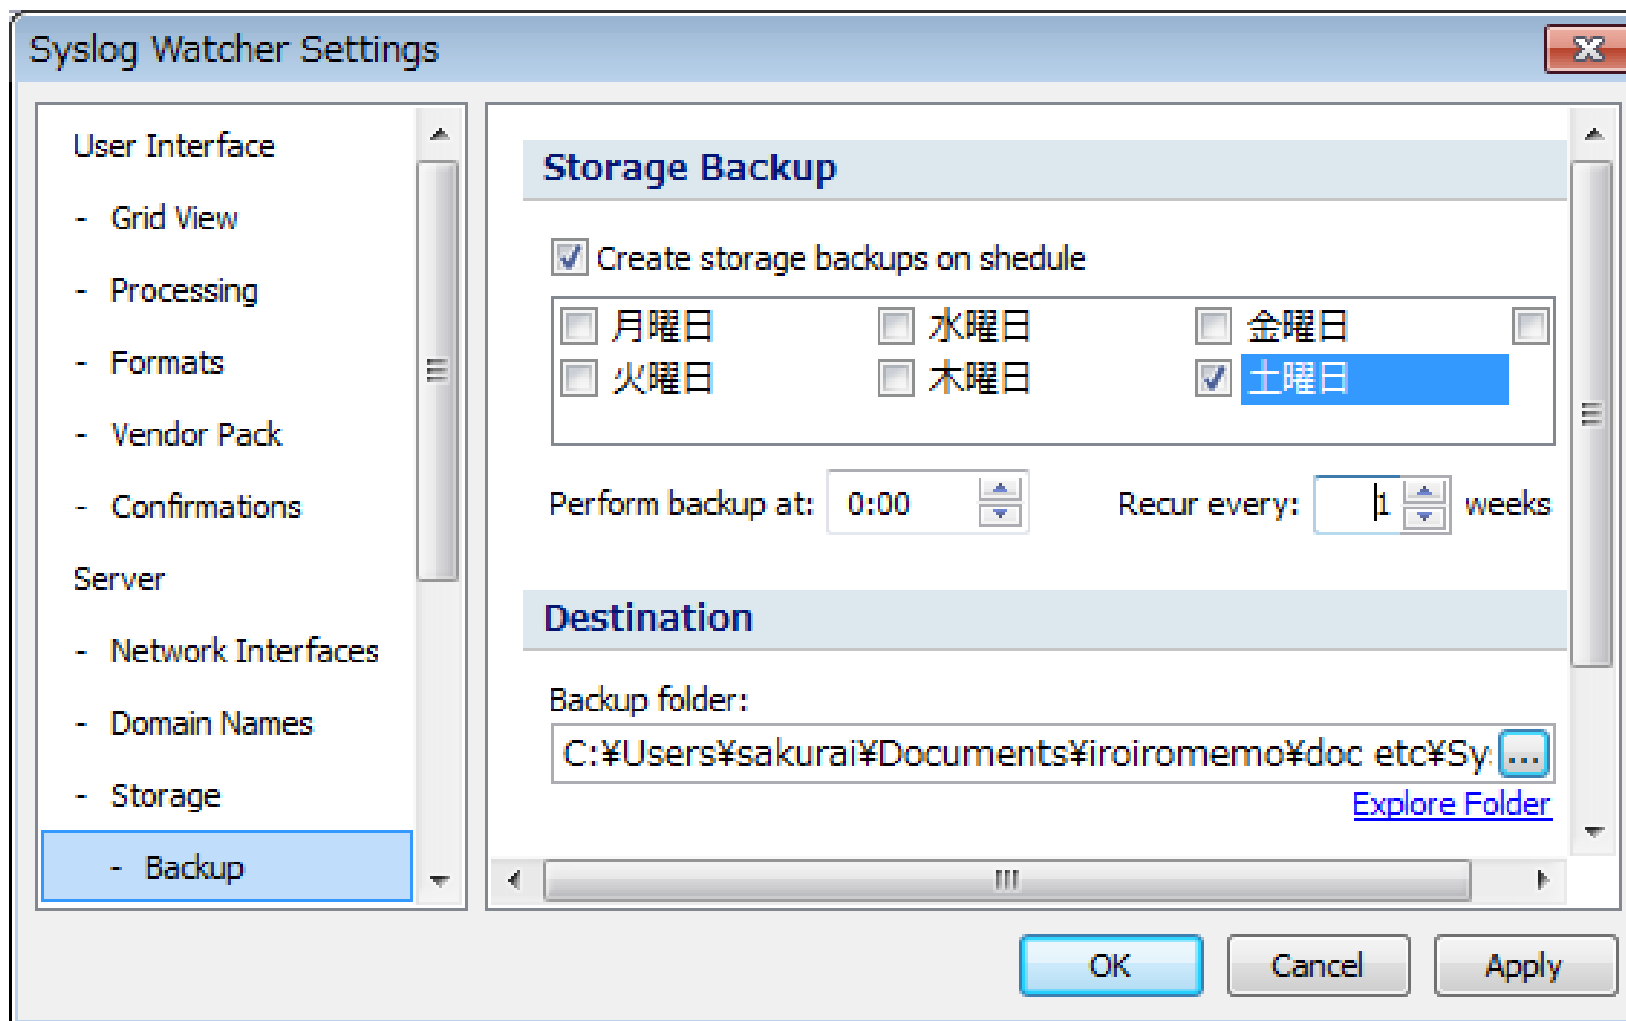 Syslog Watcher Settings
User Interface
- Grid View
- Processing
- Formats
- Vendor Pack
- Confirmations
Server
- Network Interfaces
- Domain Names
- Storage
- Backup
Storage Backup
Create storage backups on shedule
月曜日 水曜日 金曜日
火曜日 木曜日 土曜日
Perform backup at: 0:00 Recur every: 1 weeks
Destination
Backup folder:
C:¥Users¥sakurai¥Documents¥iroiromemo¥doc etc¥Sy ...
Explore Folder
OK Cancel Apply